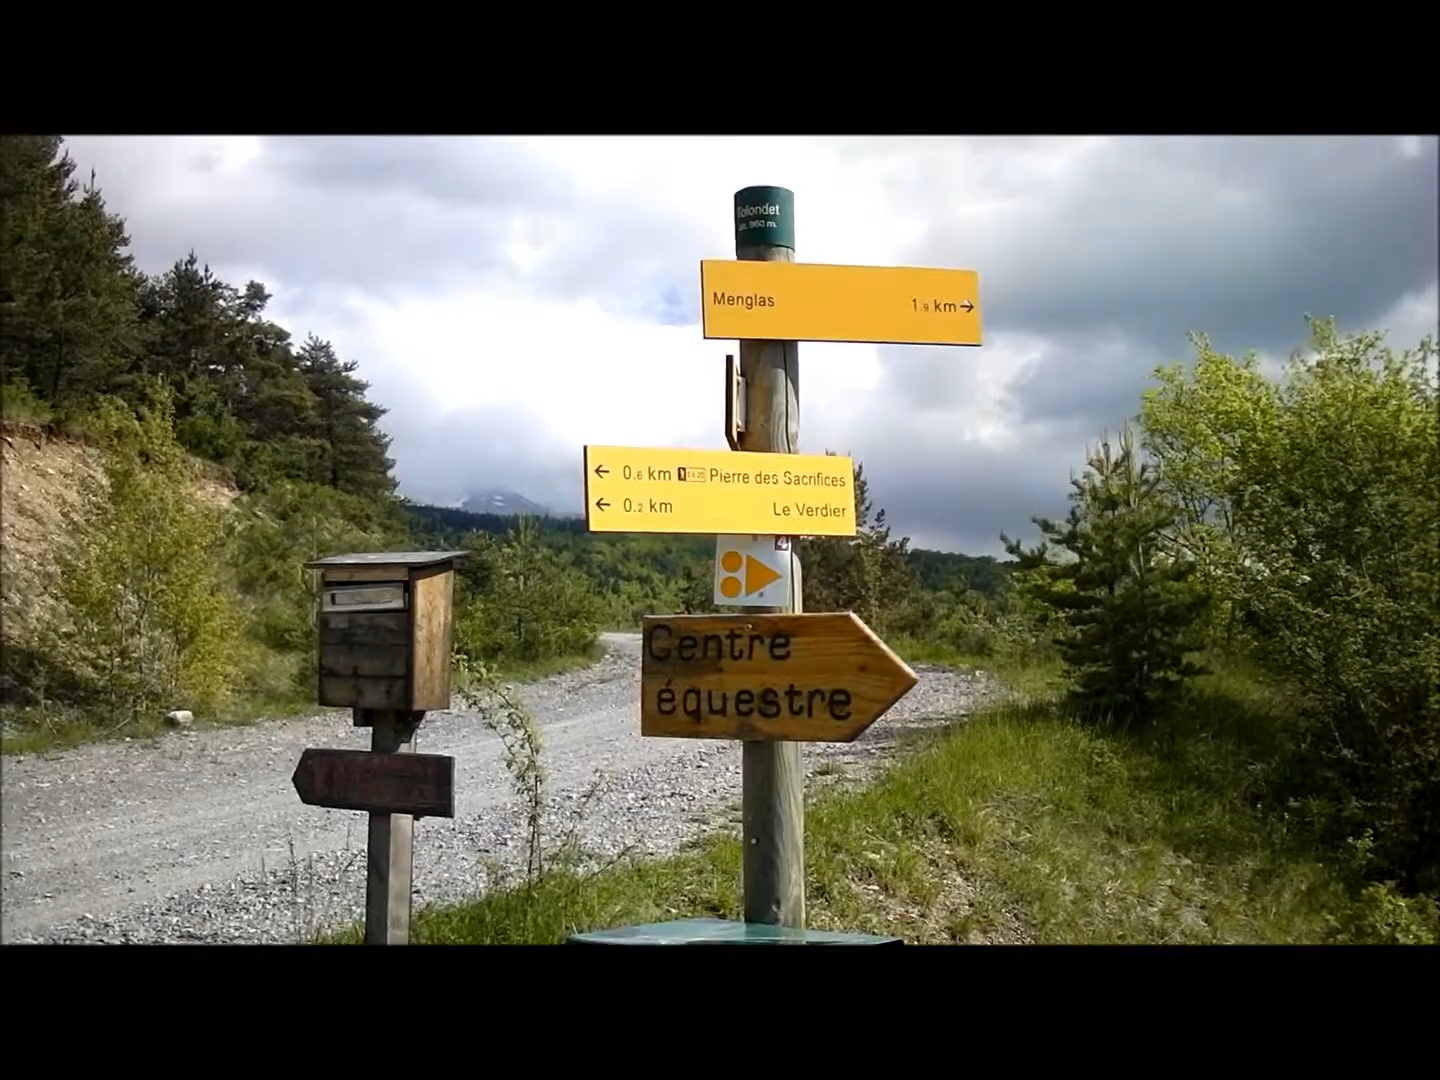 alt. 960 m.
Menglas 1.9 km →
← 0.6 km Pierre des Sacrifices
← 0.2 km Le Verdier
4
Centre
équestre